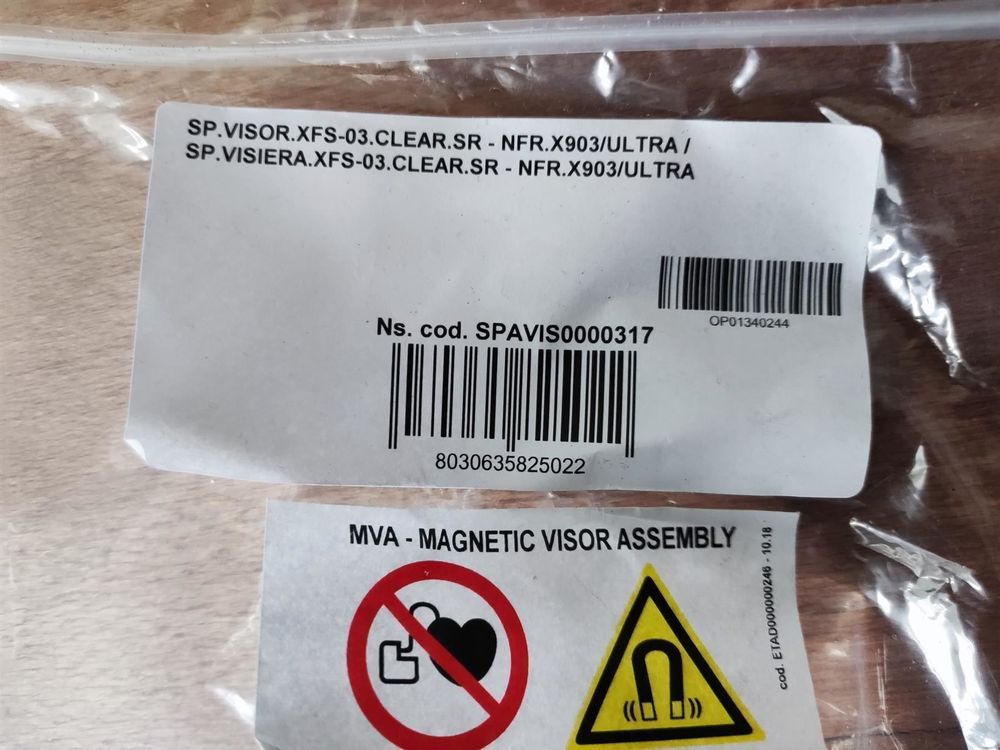 SP.VISOR.XFS-03.CLEAR.SR - NFR.X903/ULTRA /
SP.VISIERA.XFS-03.CLEAR.SR - NFR.X903/ULTRA
OP01340244
Ns. cod. SPAVIS0000317
8030635825022
MVA - MAGNETIC VISOR ASSEMBLY
cod. ETAD000000246 - 10.18